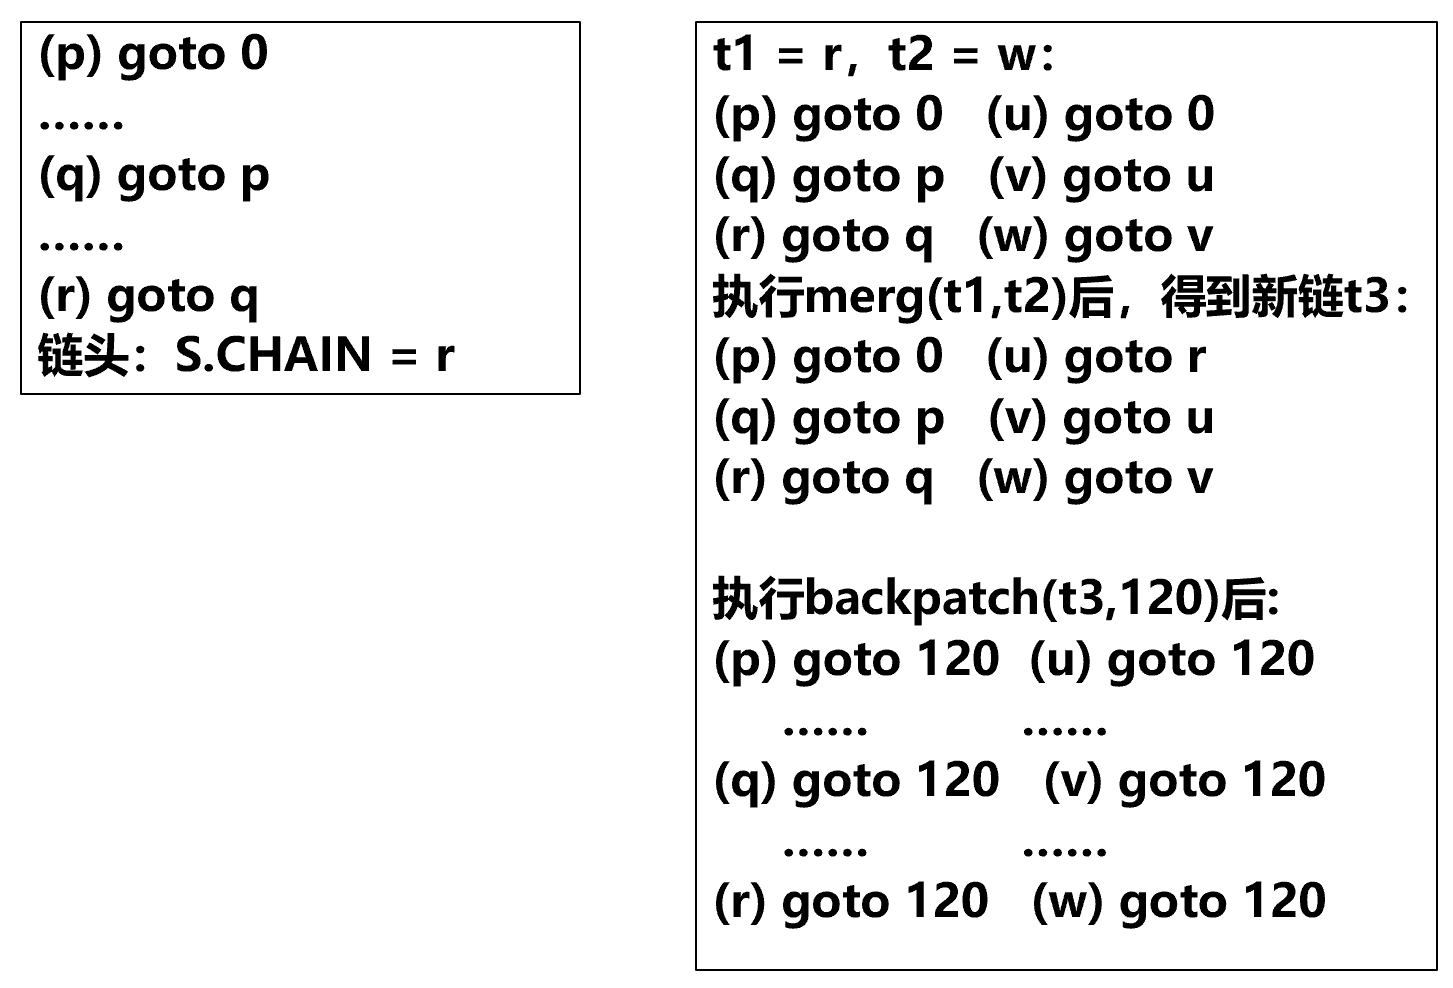 (p) goto 0
……
(q) goto p
……
(r) goto q
链头：S.CHAIN = r
t1 = r，t2 = w：
(p) goto 0 (u) goto 0
(q) goto p (v) goto u
(r) goto q (w) goto v
执行merg(t1,t2)后，得到新链t3：
(p) goto 0 (u) goto r
(q) goto p (v) goto u
(r) goto q (w) goto v
执行backpatch(t3,120)后:
(p) goto 120 (u) goto 120
…… ……
(q) goto 120 (v) goto 120
…… ……
(r) goto 120 (w) goto 120